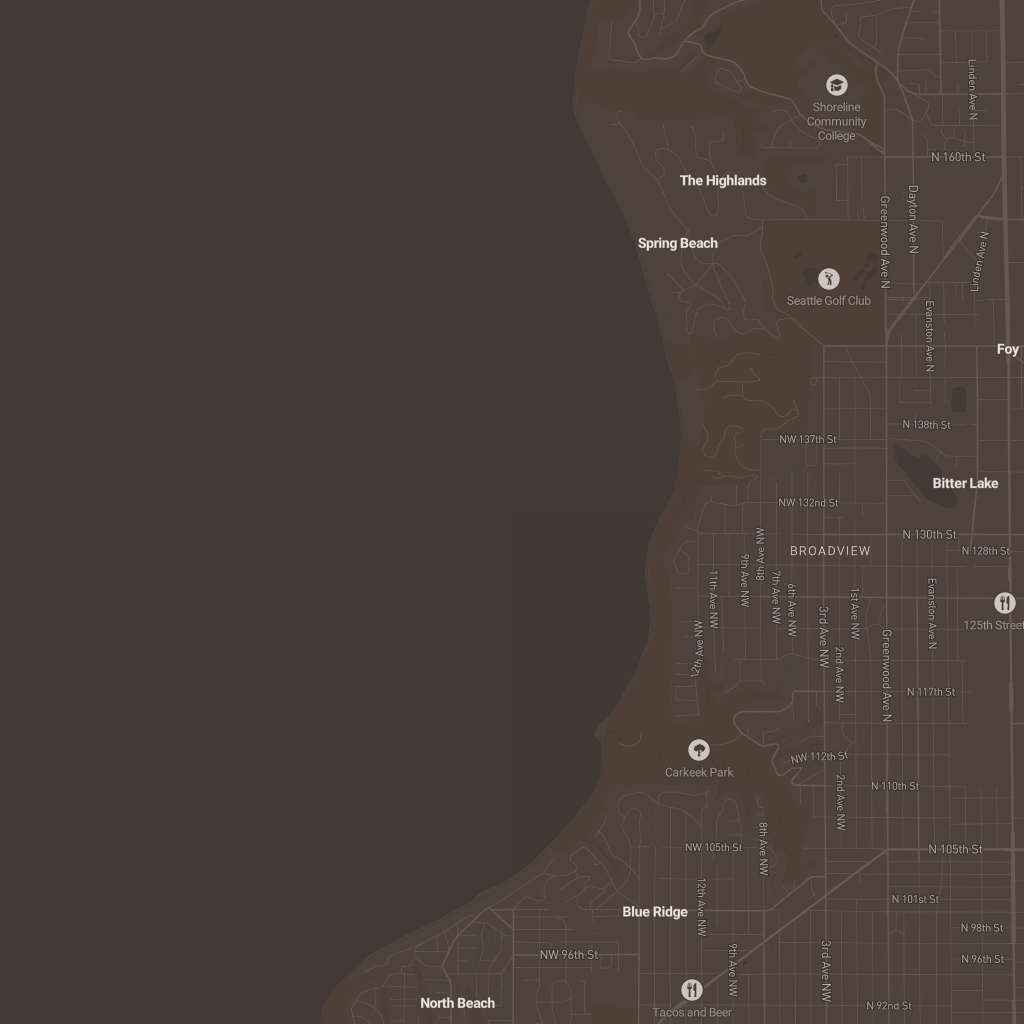 Linden Ave N
Shoreline
Community
College
N 160th St
The Highlands
Greenwood Ave N
Dayton Ave N
Spring Beach
Linden Ave N
Seattle Golf Club
Evanston Ave N
Foy
N 138th St
NW 137th St
Bitter Lake
NW 132nd St
N 130th St
BROADVIEW
N 128th St
8th Ave NW
9th Ave NW
11th Ave NW
7th Ave NW
6th Ave NW
1st Ave NW
Evanston Ave N
125th Street
3rd Ave NW
12th Ave NW
2nd Ave NW
Greenwood Ave N
N 117th St
NW 112th St
Carkeek Park
N 110th St
2nd Ave NW
8th Ave NW
NW 105th St
N 105th St
12th Ave NW
N 101st St
Blue Ridge
N 98th St
NW 96th St
9th Ave NW
3rd Ave NW
N 96th St
North Beach
Tacos and Beer
N 92nd St